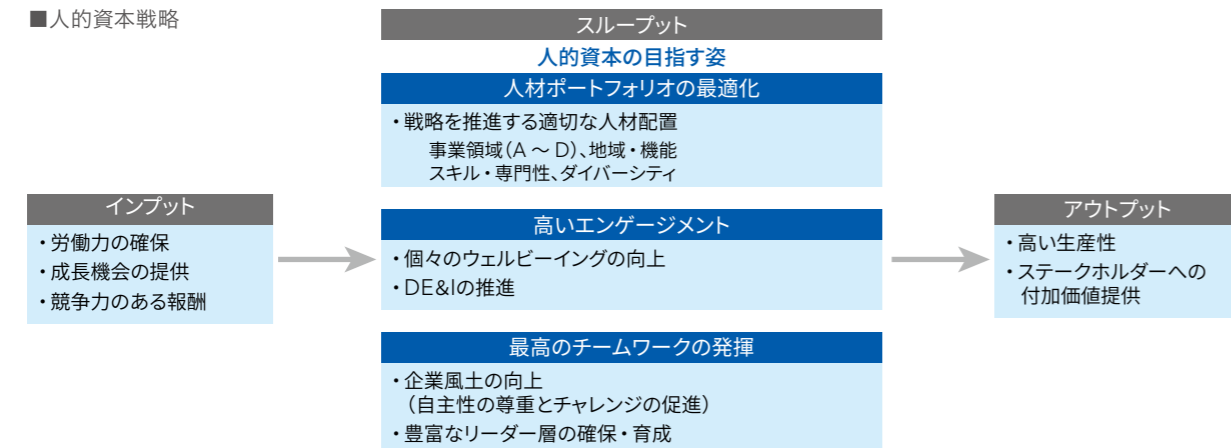 ■人的資本戦略
スループット
人的資本の目指す姿
人材ポートフォリオの最適化
・戦略を推進する適切な人材配置
事業領域(A ～ D)、地域・機能
スキル・専門性、ダイバーシティ
インプット
・労働力の確保
・成長機会の提供
・競争力のある報酬
高いエンゲージメント
・個々のウェルビーイングの向上
・DE&Iの推進
最高のチームワークの発揮
・企業風土の向上
（自主性の尊重とチャレンジの促進）
・豊富なリーダー層の確保・育成
アウトプット
・高い生産性
・ステークホルダーへの
付加価値提供